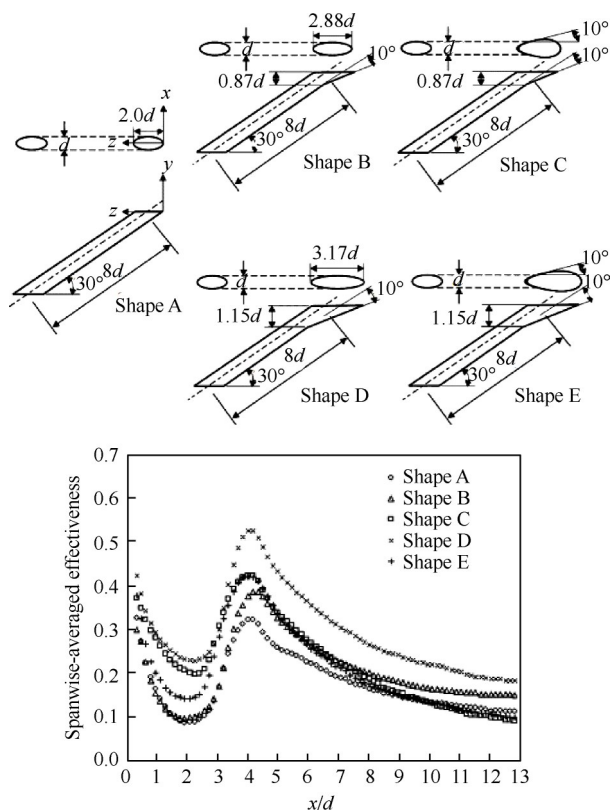 2.88d
d
10°
0.87d
30°
8d
Shape B
d
10°
10°
0.87d
30°
8d
Shape C
x
2.0d
d
z
y
z
30°
8d
Shape A
3.17d
d
10°
1.15d
30°
8d
Shape D
d
10°
10°
1.15d
30°
8d
Shape E
Spanwise-averaged effectiveness
0.7
0.6
0.5
0.4
0.3
0.2
0.1
0
Shape A
Shape B
Shape C
Shape D
Shape E
0 1 2 3 4 5 6 7 8 9 10 11 12 13
x/d